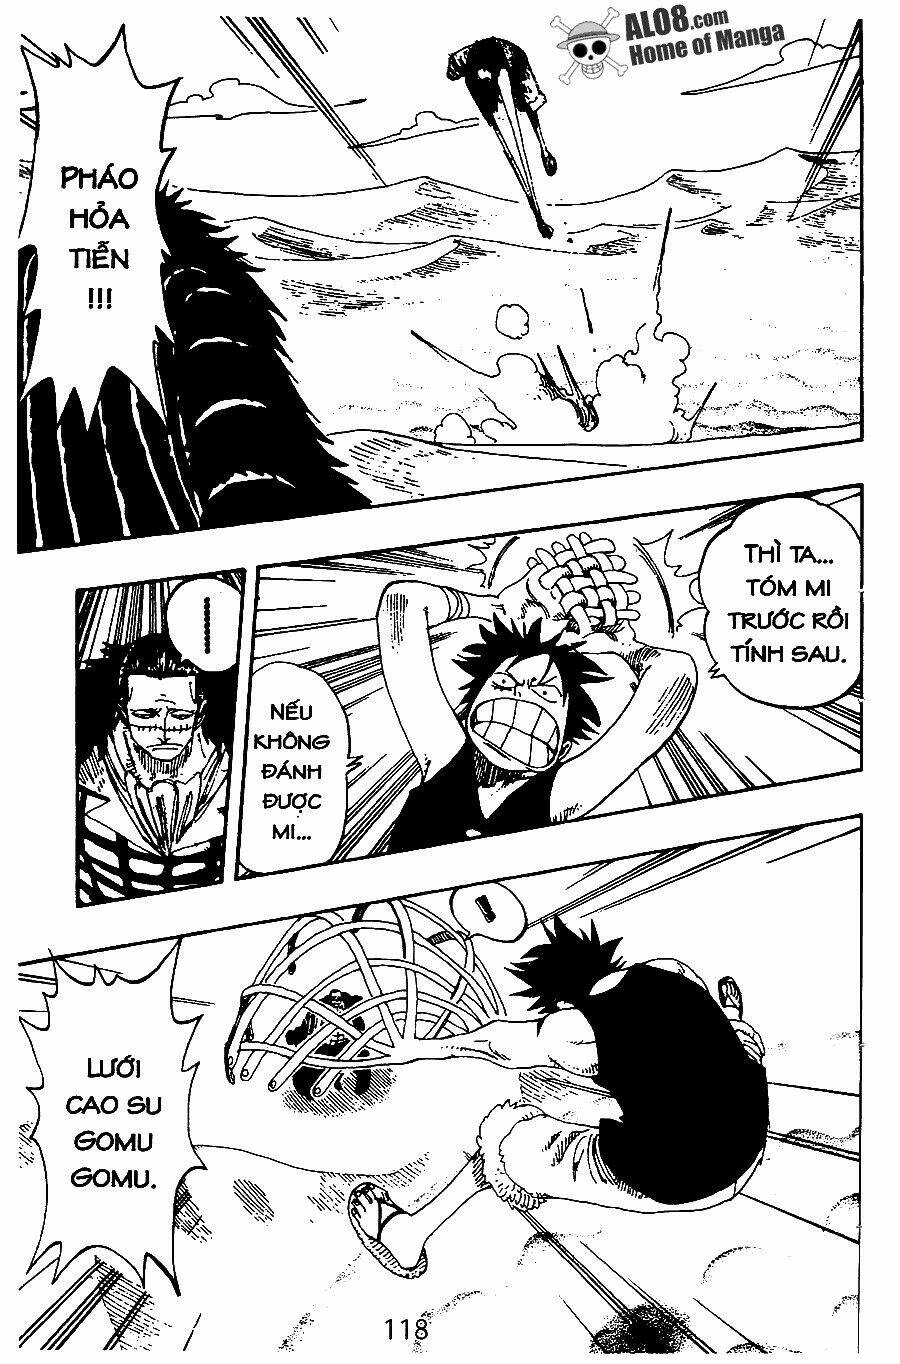 ALO8.com
Home of Manga
PHÁO
HỎA
TIỄN
!!!
THÌ TA...
TÓM MI
TRƯỚC RỒI
TÍNH SAU.
NẾU
KHÔNG
ĐÁNH
ĐƯỢC
MI...
..........
!!
LƯỚI
CAO SU
GOMU
GOMU.
118